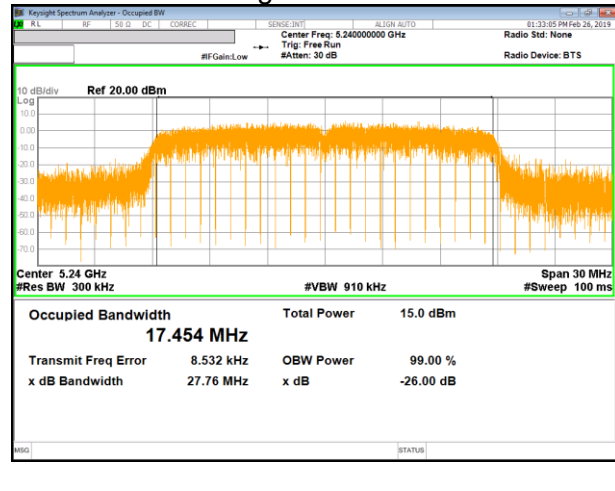 Keysight Spectrum Analyzer - Occupied BW
RL RF 50 Ω DC CORREC SENSE:INT ALIGN AUTO 01:33:05 PM Feb 26, 2019
Center Freq: 5.240000000 GHz Radio Std: None
Trig: Free Run
#IFGain:Low #Atten: 30 dB Radio Device: BTS
10 dB/div Ref 20.00 dBm
Log
10.0
0.00
-10.0
-20.0
-30.0
-40.0
-50.0
-60.0
-70.0
Center 5.24 GHz Span 30 MHz
#Res BW 300 kHz #VBW 910 kHz #Sweep 100 ms
Occupied Bandwidth Total Power 15.0 dBm
17.454 MHz
Transmit Freq Error 8.532 kHz OBW Power 99.00 %
x dB Bandwidth 27.76 MHz x dB -26.00 dB
MSG STATUS